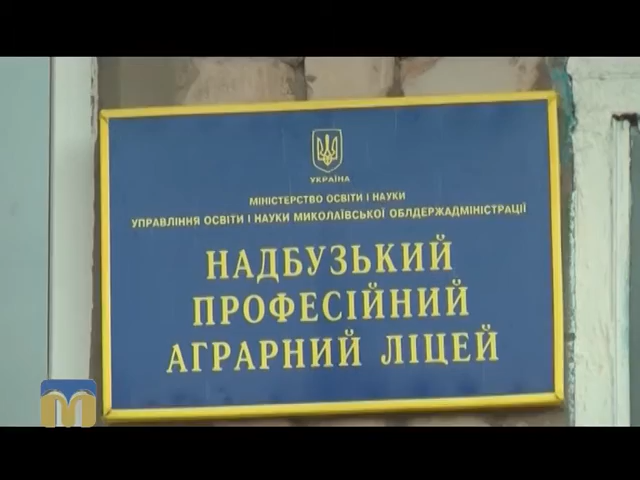 УКРАЇНА
МІНІСТЕРСТВО ОСВІТИ І НАУКИ
УПРАВЛІННЯ ОСВІТИ І НАУКИ МИКОЛАЇВСЬКОЇ ОБЛДЕРЖАДМІНІСТРАЦІЇ
НАДБУЗЬКИЙ
ПРОФЕСІЙНИЙ
АГРАРНИЙ ЛІЦЕЙ
М